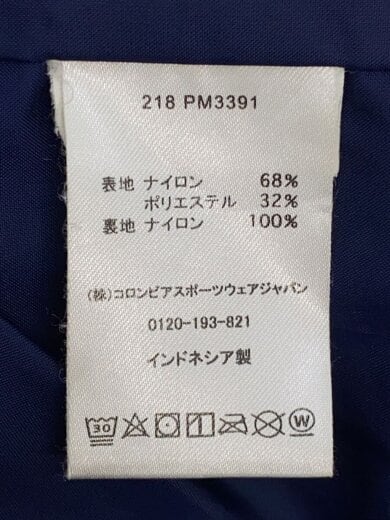 218 PM3391
表地 ナイロン 68%
ポリエステル 32%
裏地 ナイロン 100%
(株)コロンビアスポーツウェアジャパン
0120-193-821
インドネシア製
30 W